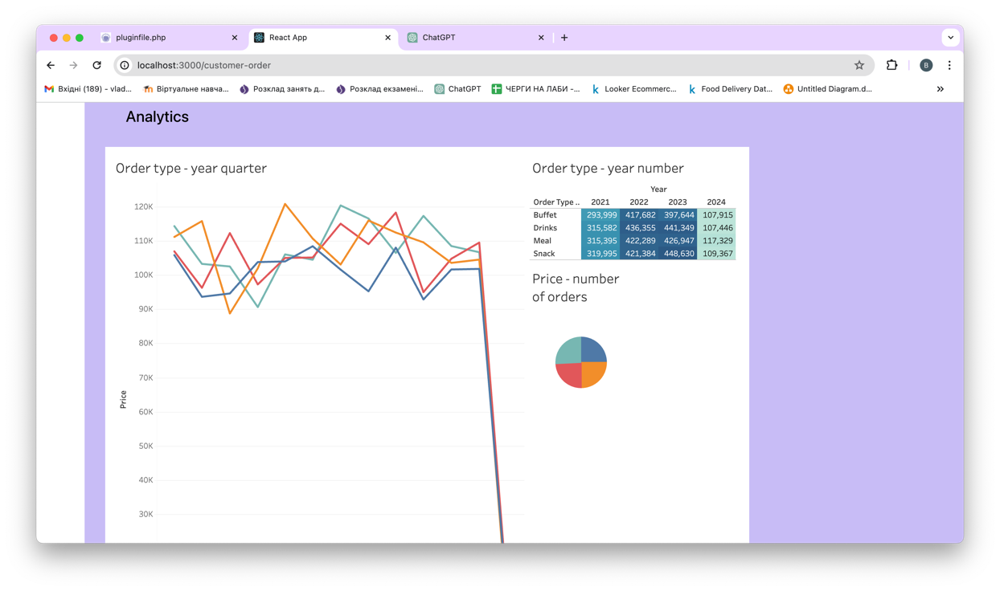 pluginfile.php
React App
ChatGPT
localhost:3000/customer-order
B
Вхідні (189) - vlad...
Віртуальне навча...
Розклад занять д...
Розклад екзамені...
ChatGPT
ЧЕРГИ НА ЛАБИ -...
Looker Ecommerc...
Food Delivery Dat...
Untitled Diagram.d...
Analytics
Order type - year quarter
120K
110K
100K
90K
80K
70K
60K
50K
40K
30K
Price
Order type - year number
Year
Order Type .. 2021 2022 2023 2024
Buffet 293,999 417,682 397,644 107,915
Drinks 315,582 436,355 441,349 107,446
Meal 315,395 422,289 426,947 117,329
Snack 319,995 421,384 448,630 109,367
Price - number
of orders